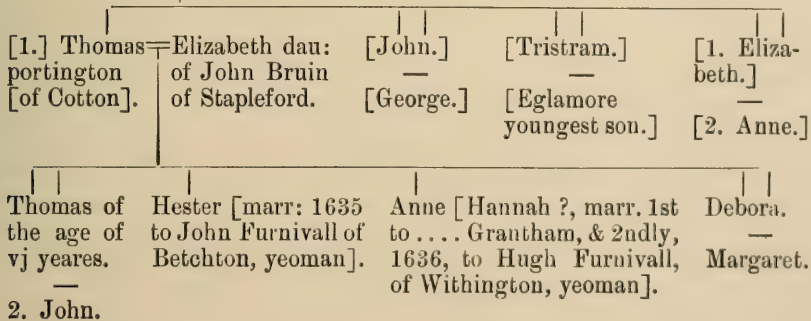 [1.] Thomas=Elizabeth dau:
portington of John Bruin
[of Cotton]. of Stapleford.
[John.]
—
[George.]
[Tristram.]
—
[Eglamore
youngest son.]
[1. Eliza-
beth.]
—
[2. Anne.]
Thomas of
the age of
vj yeares.
—
2. John.
Hester [marr: 1635
to John Furnivall of
Betchton, yeoman].
Anne [Hannah ?, marr. 1st
to .... Grantham, & 2ndly,
1636, to Hugh Furnivall,
of Withington, yeoman].
Debora.
—
Margaret.